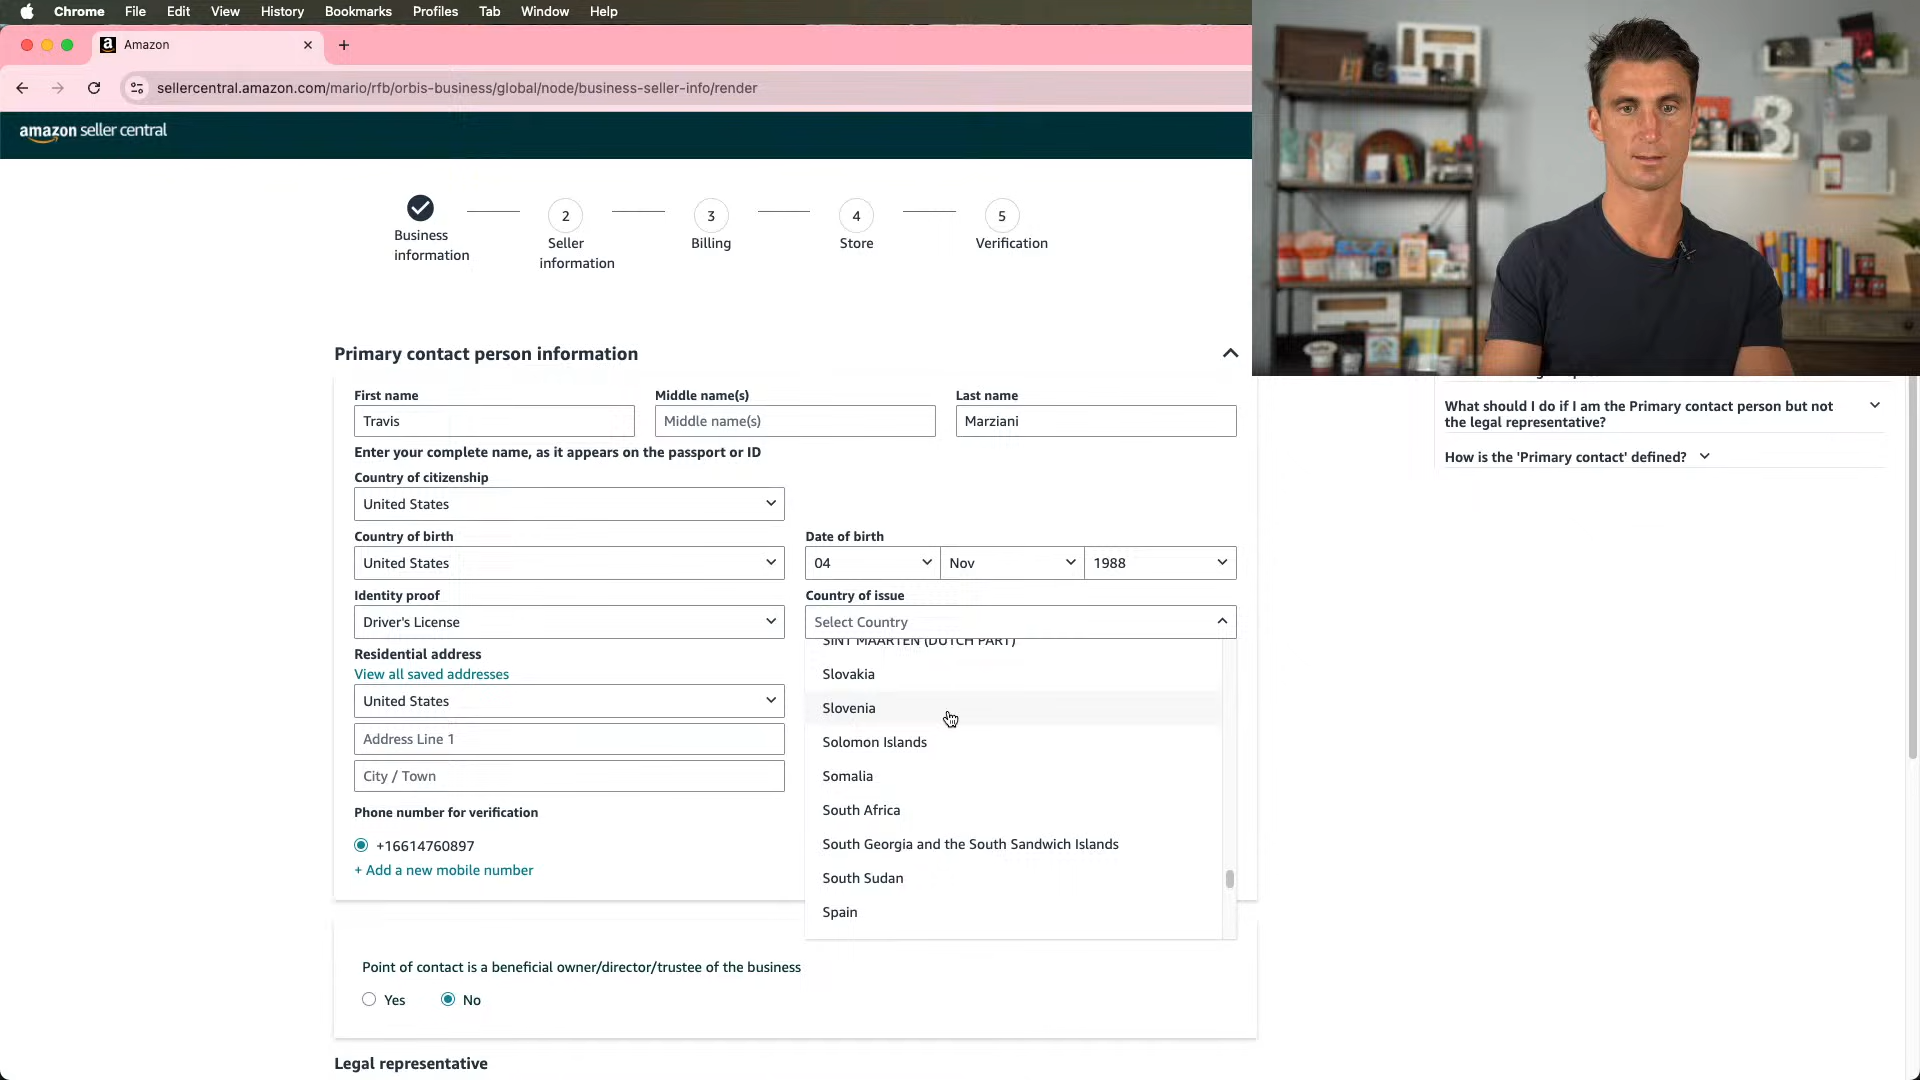 Chrome File Edit View History Bookmarks Profiles Tab Window Help
Amazon
sellercentral.amazon.com/mario/rfb/orbis-business/global/node/business-seller-info/render
amazon seller central
2 3 4 5
Business information
Seller information
Billing
Store
Verification
Primary contact person information
First name Middle name(s) Last name
Travis Middle name(s) Marziani
Enter your complete name, as it appears on the passport or ID
Country of citizenship
United States
Country of birth Date of birth
United States 04 Nov 1988
Identity proof Country of issue
Driver's License Select Country
SINT MAARTEN (DUTCH PART)
Slovakia
Slovenia
Solomon Islands
Somalia
South Africa
South Georgia and the South Sandwich Islands
South Sudan
Spain
Residential address
View all saved addresses
United States
Address Line 1
City / Town
Phone number for verification
+16614760897
+ Add a new mobile number
Point of contact is a beneficial owner/director/trustee of the business
Yes No
Legal representative
What should I do if I am the Primary contact person but not
the legal representative?
How is the 'Primary contact' defined?